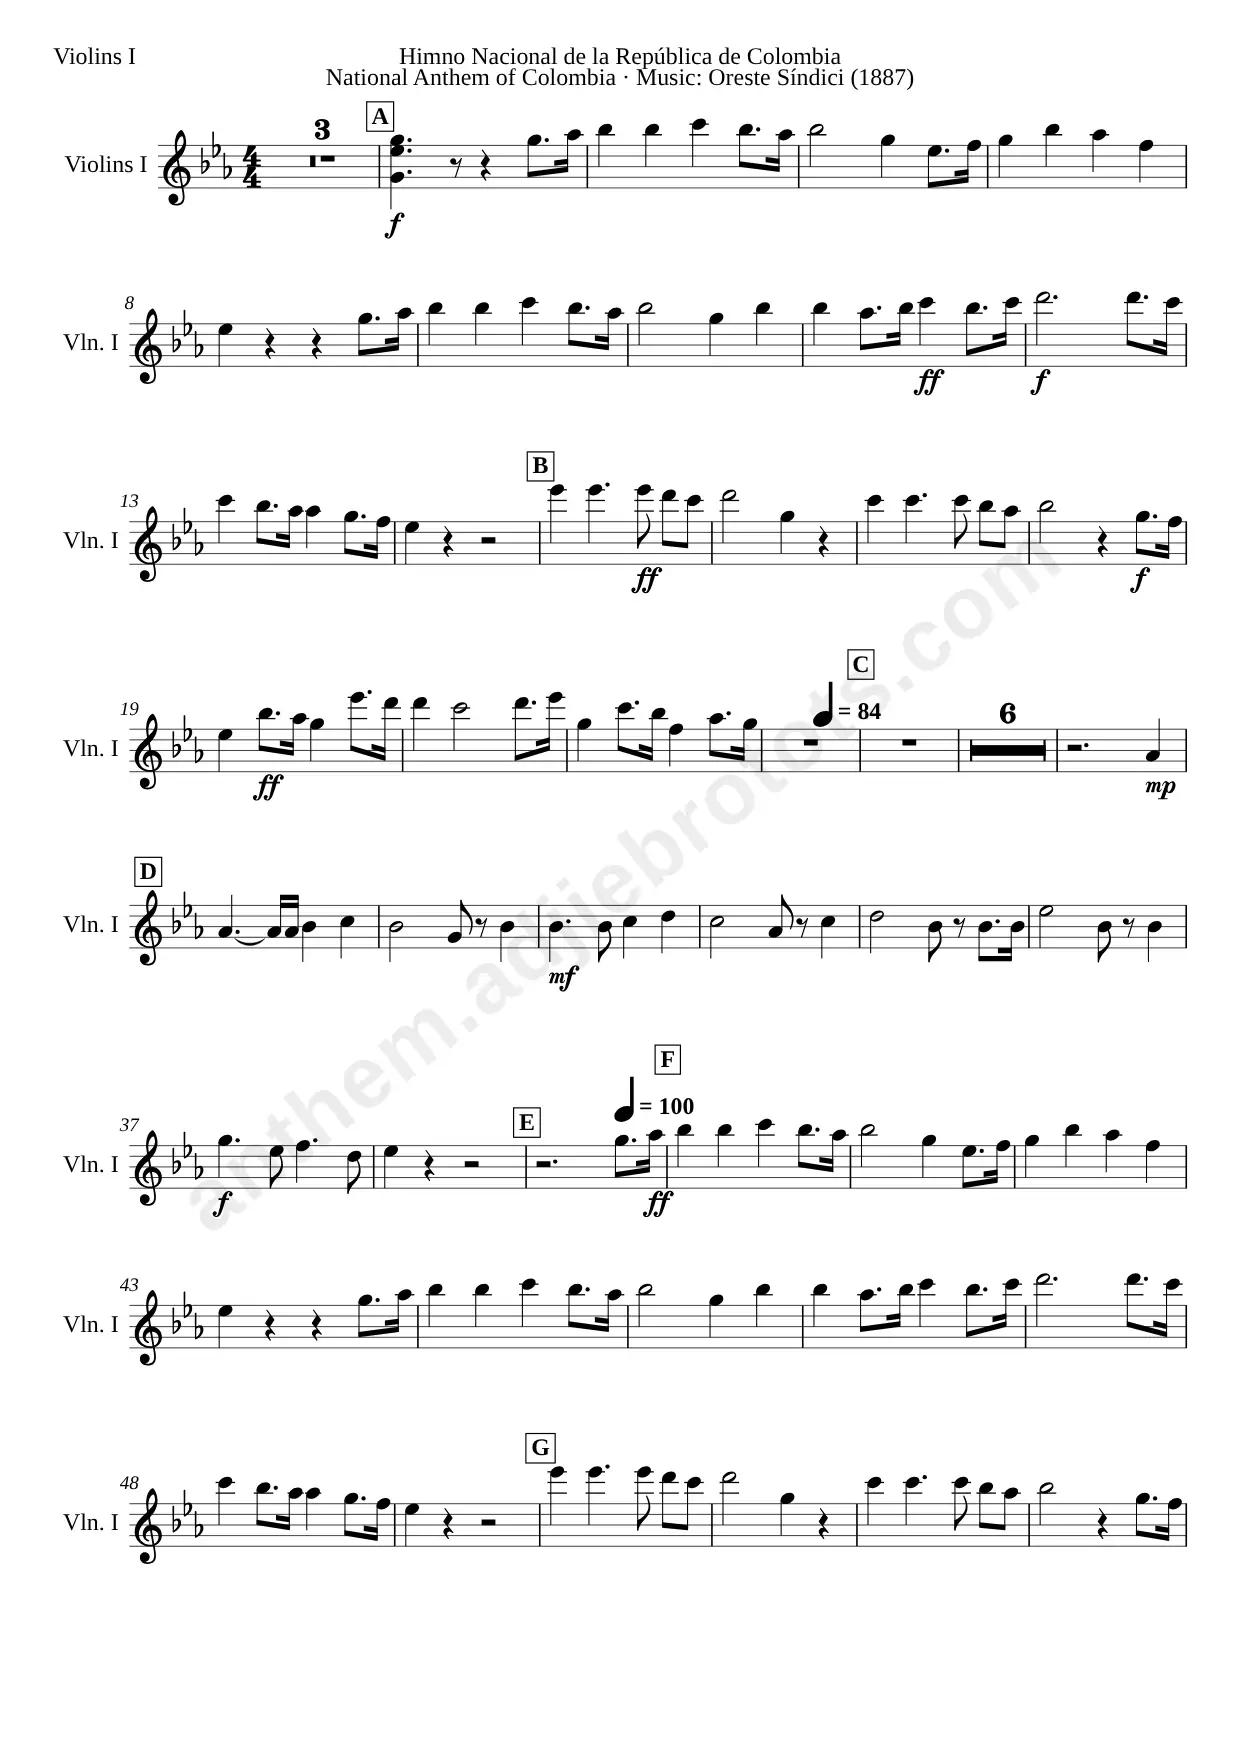 Violins I
Himno Nacional de la República de Colombia
National Anthem of Colombia · Music: Oreste Síndici (1887)
3
A
Violins I
4
4
f
8
Vln. I
ff
f
B
13
Vln. I
ff
f
C
19
= 84
6
Vln. I
ff
mp
D
Vln. I
mf
F
E
= 100
37
Vln. I
f
ff
43
Vln. I
G
48
Vln. I
anthem.adjiebrotots.com